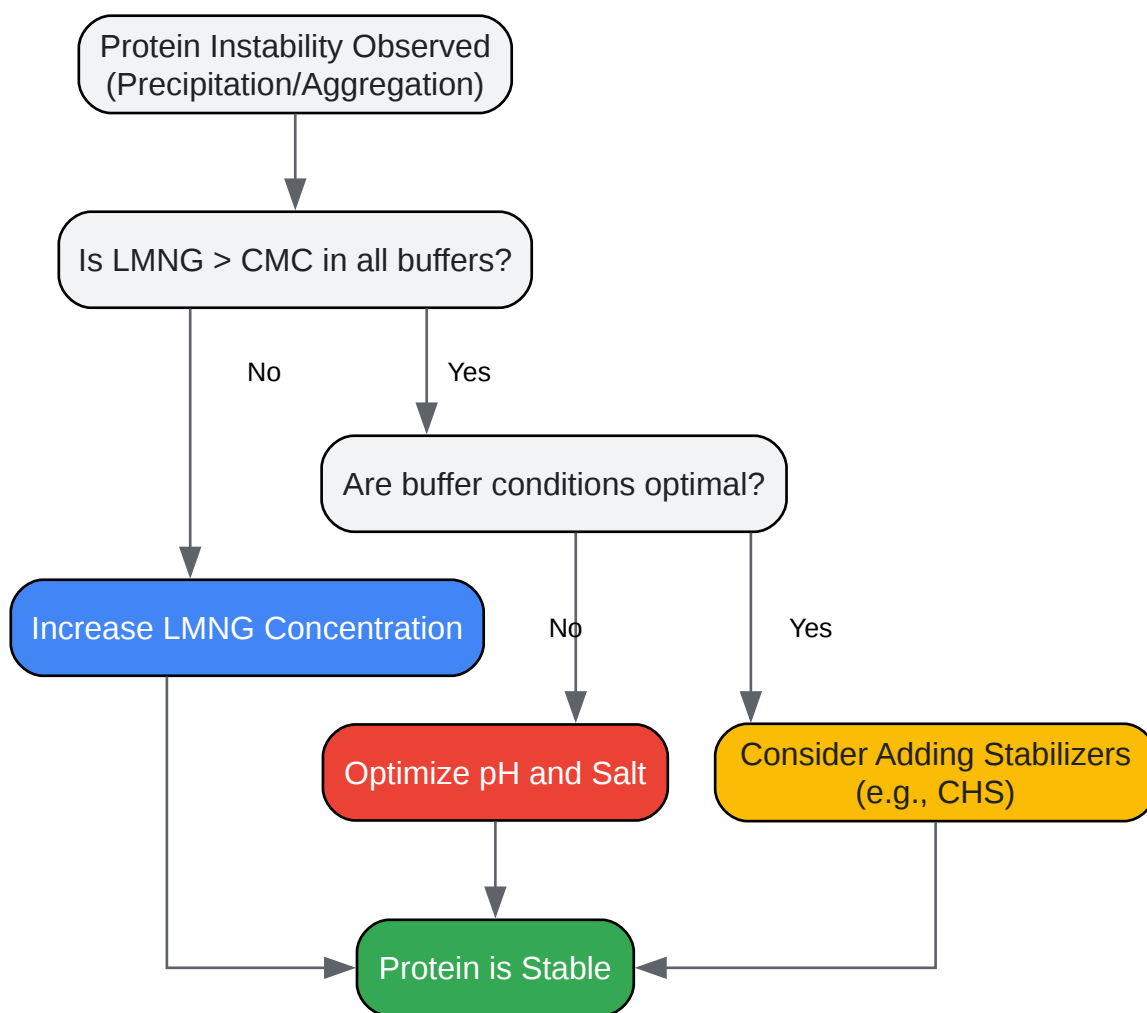 Protein Instability Observed
(Precipitation/Aggregation)
Is LMNG > CMC in all buffers?
No
Yes
Are buffer conditions optimal?
Increase LMNG Concentration
No
Yes
Optimize pH and Salt
Consider Adding Stabilizers
(e.g., CHS)
Protein is Stable